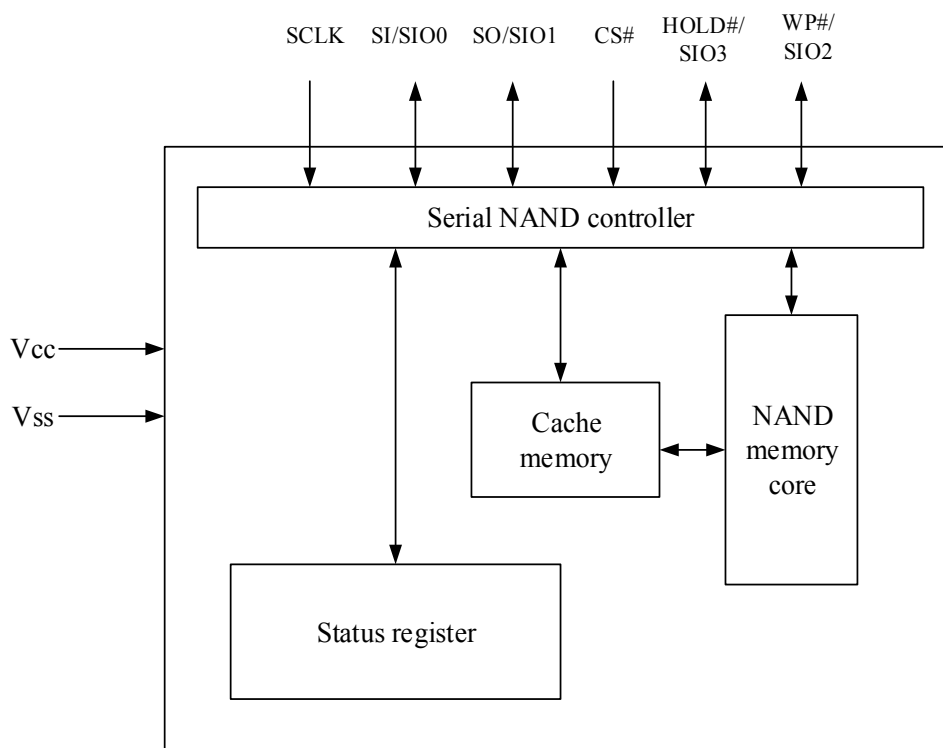 SCLK
SI/SIO0
SO/SIO1
CS#
HOLD#/
SIO3
WP#/
SIO2
Serial NAND controller
Vcc
Vss
Cache
memory
NAND
memory
core
Status register